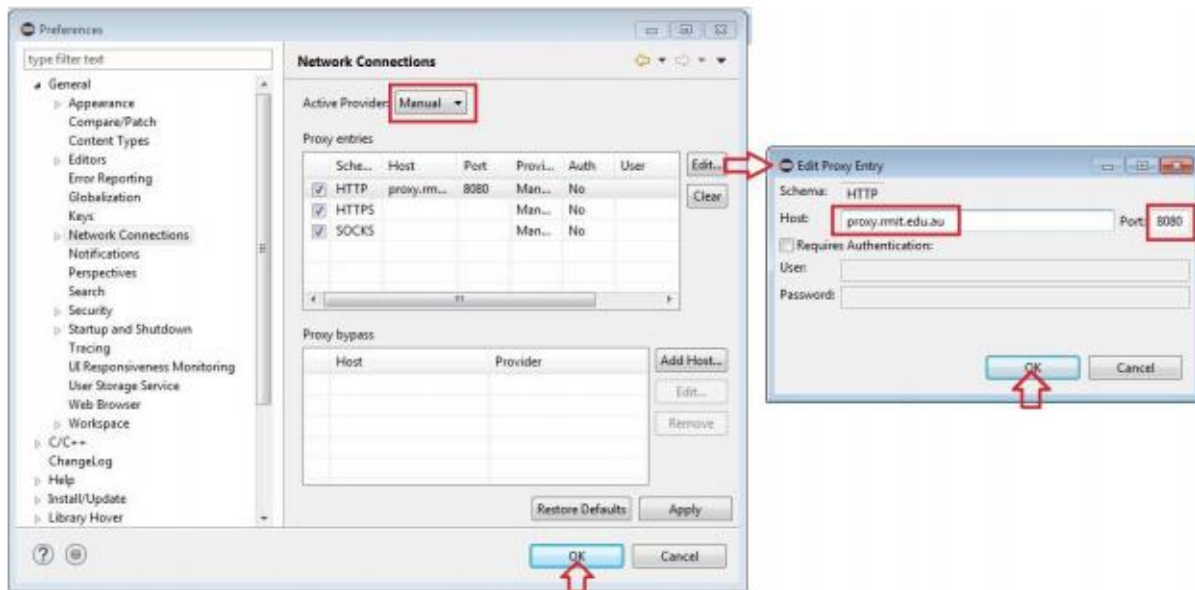 Preferences
type filter text
General
Appearance
Compare/Patch
Content Types
Editors
Error Reporting
Globalization
Keys
Network Connections
Notifications
Perspectives
Search
Security
Startup and Shutdown
Tracing
UI Responsiveness Monitoring
User Storage Service
Web Browser
Workspace
C/C++
ChangeLog
Help
Install/Update
Library Hover
Network Connections
Active Provider: Manual
Proxy entries
Sche... Host Port Provi... Auth User
HTTP proxy.rm... 8080 Man... No
HTTPS Man... No
SOCKS Man... No
Edit...
Clear
Proxy bypass
Host Provider
Add Host...
Edit...
Remove
Restore Defaults Apply
OK Cancel
Edit Proxy Entry
Schema: HTTP
Host: proxy.rmit.edu.au Port: 8080
Requires Authentication:
User:
Password:
OK Cancel